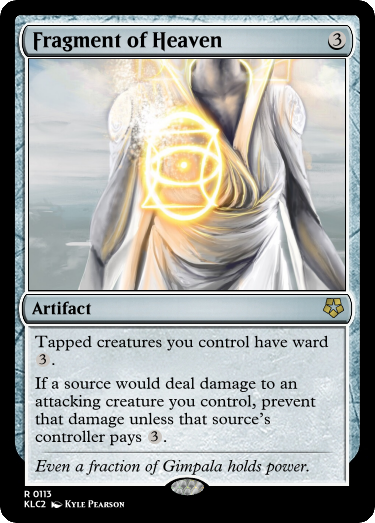 Fragment of Heaven 3
Artifact
Tapped creatures you control have ward
3 .
If a source would deal damage to an
attacking creature you control, prevent
that damage unless that source's
controller pays 3 .
Even a fraction of Gimpala holds power.
R 0113
KLC2 Kyle Pearson